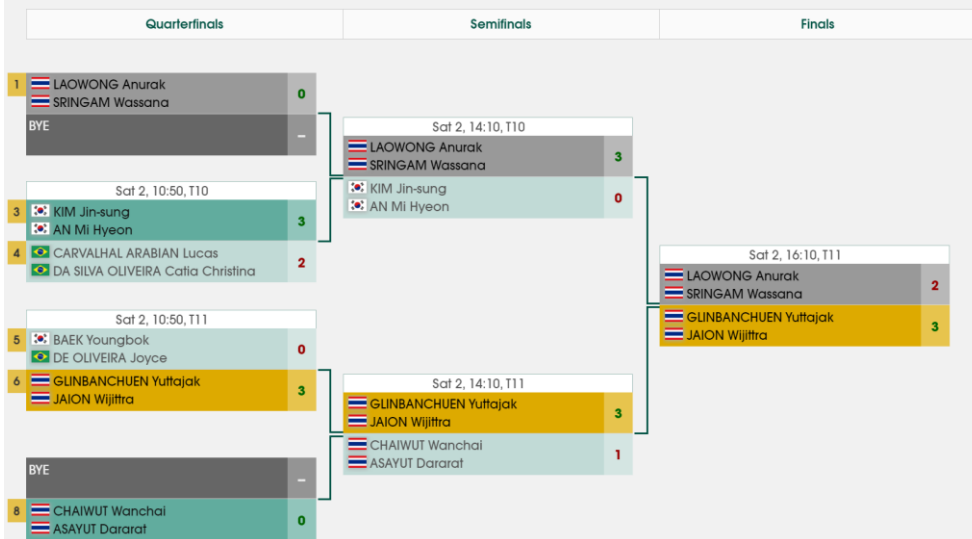 Quarterfinals
Semifinals
Finals
1
LAOWONG Anurak
SRINGAM Wassana
0
BYE
–
Sat 2, 10:50, T10
3
KIM Jin-sung
AN Mi Hyeon
3
4
CARVALHAL ARABIAN Lucas
DA SILVA OLIVEIRA Catia Christina
2
Sat 2, 10:50, T11
5
BAEK Youngbok
DE OLIVEIRA Joyce
0
6
GLINBANCHUEN Yuttajak
JAION Wijittra
3
BYE
–
8
CHAIWUT Wanchai
ASAYUT Dararat
0
Sat 2, 14:10, T10
LAOWONG Anurak
SRINGAM Wassana
3
KIM Jin-sung
AN Mi Hyeon
0
Sat 2, 14:10, T11
GLINBANCHUEN Yuttajak
JAION Wijittra
3
CHAIWUT Wanchai
ASAYUT Dararat
1
Sat 2, 16:10, T11
LAOWONG Anurak
SRINGAM Wassana
2
GLINBANCHUEN Yuttajak
JAION Wijittra
3